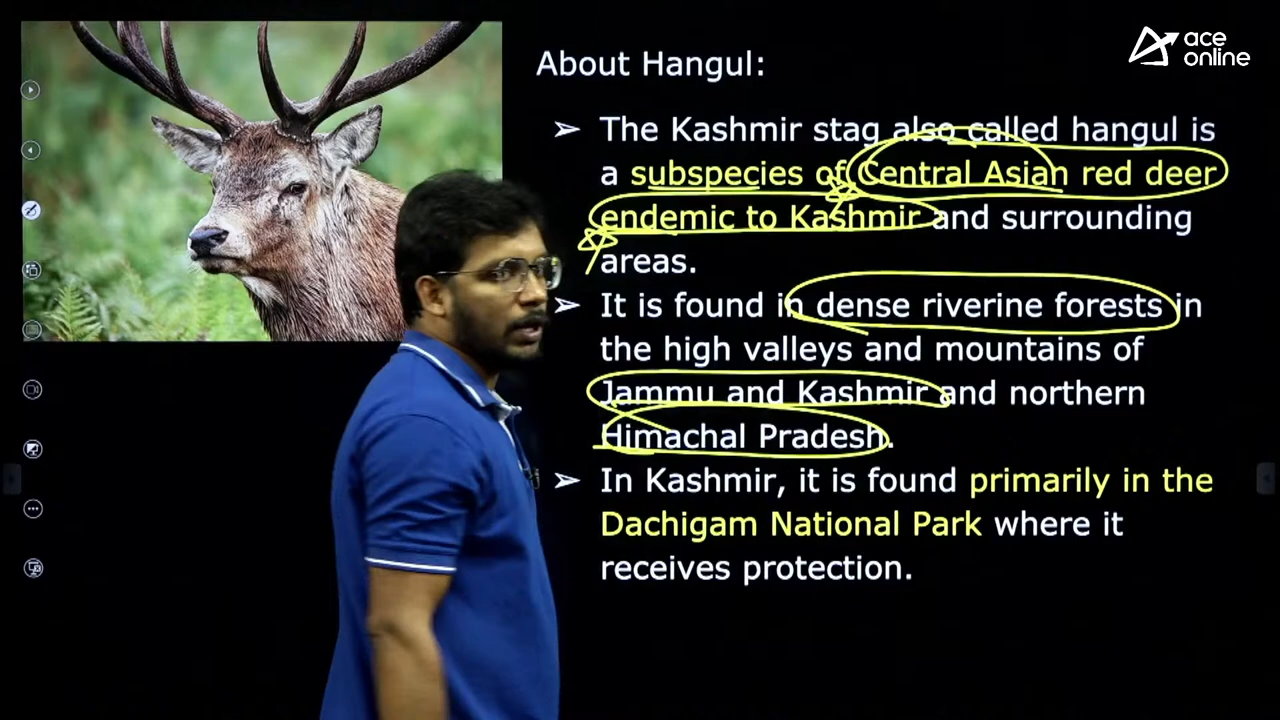 ace
online
About Hangul:
➢ The Kashmir stag also called hangul is
a subspecies of Central Asian red deer
endemic to Kashmir and surrounding
areas.
➢ It is found in dense riverine forests in
the high valleys and mountains of
Jammu and Kashmir and northern
Himachal Pradesh.
➢ In Kashmir, it is found primarily in the
Dachigam National Park where it
receives protection.